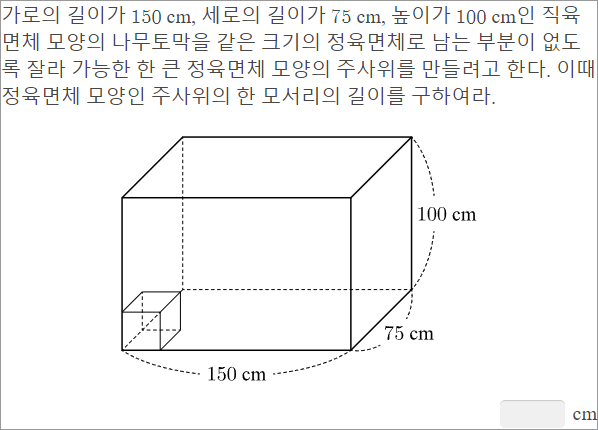 가로의 길이가 150 cm, 세로의 길이가 75 cm, 높이가 100 cm인 직육
면체 모양의 나무토막을 같은 크기의 정육면체로 남는 부분이 없도
록 잘라 가능한 한 큰 정육면체 모양의 주사위를 만들려고 한다. 이때
정육면체 모양인 주사위의 한 모서리의 길이를 구하여라.
100 cm
75 cm
150 cm
cm